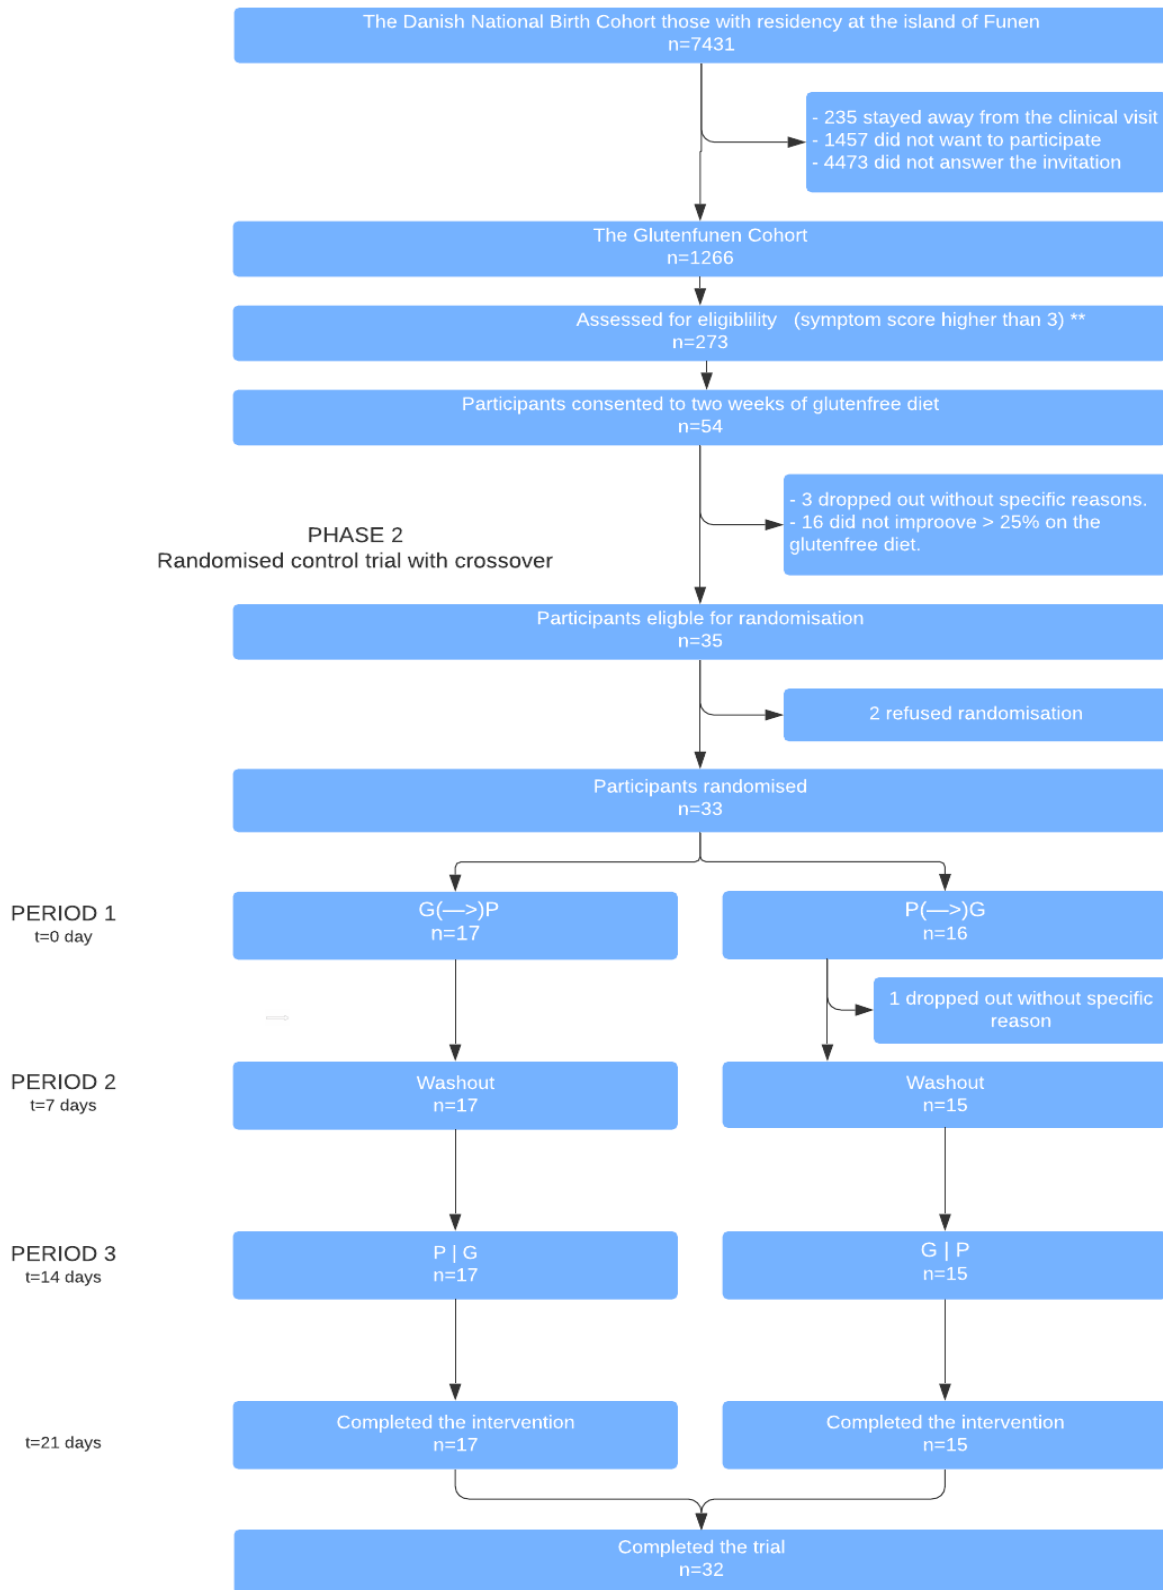 The Danish National Birth Cohort those with residency at the island of Funen
n=7431
- 235 stayed away from the clinical visit
- 1457 did not want to participate
- 4473 did not answer the invitation
The Glutenfunen Cohort
n=1266
Assessed for eligiblility (symptom score higher than 3) **
n=273
Participants consented to two weeks of glutenfree diet
n=54
- 3 dropped out without specific reasons.
- 16 did not improove > 25% on the
glutenfree diet.
PHASE 2
Randomised control trial with crossover
Participants eligble for randomisation
n=35
2 refused randomisation
Participants randomised
n=33
PERIOD 1
t=0 day
G(—>)P
n=17
P(—>)G
n=16
1 dropped out without specific
reason
PERIOD 2
t=7 days
Washout
n=17
Washout
n=15
PERIOD 3
t=14 days
P | G
n=17
G | P
n=15
t=21 days
Completed the intervention
n=17
Completed the intervention
n=15
Completed the trial
n=32